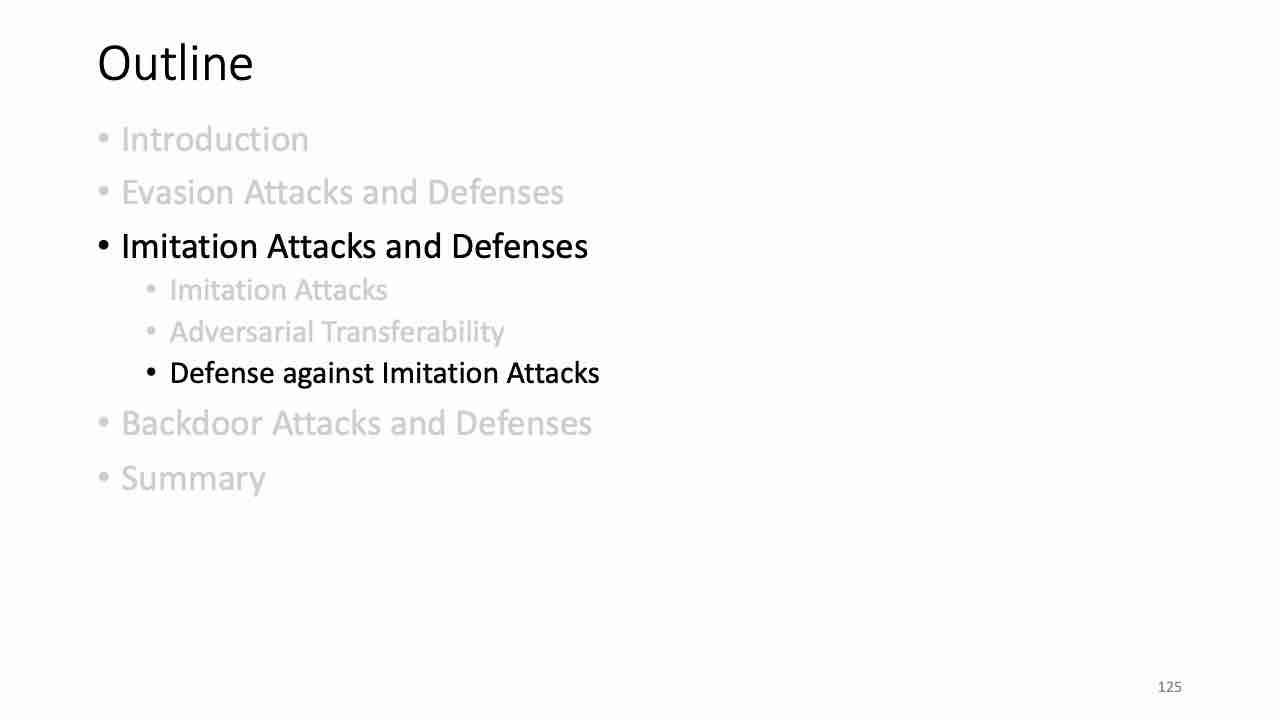 Outline
• Introduction
• Evasion Attacks and Defenses
• Imitation Attacks and Defenses
• Imitation Attacks
• Adversarial Transferability
• Defense against Imitation Attacks
• Backdoor Attacks and Defenses
• Summary
125